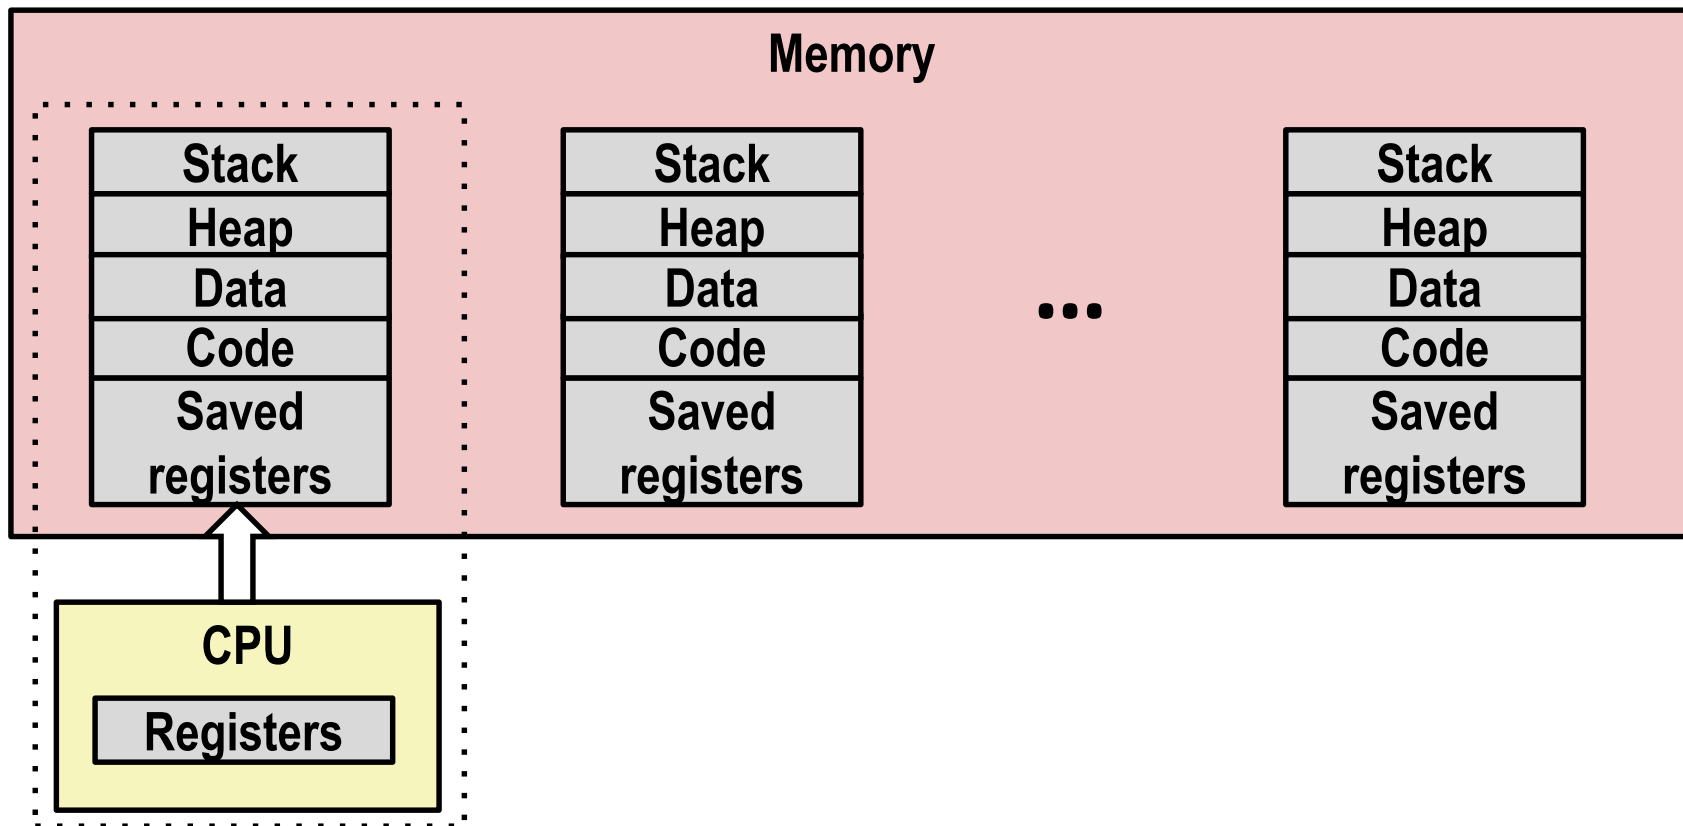 Memory
Stack
Heap
Data
Code
Saved
registers
Stack
Heap
Data
Code
Saved
registers
...
Stack
Heap
Data
Code
Saved
registers
CPU
Registers